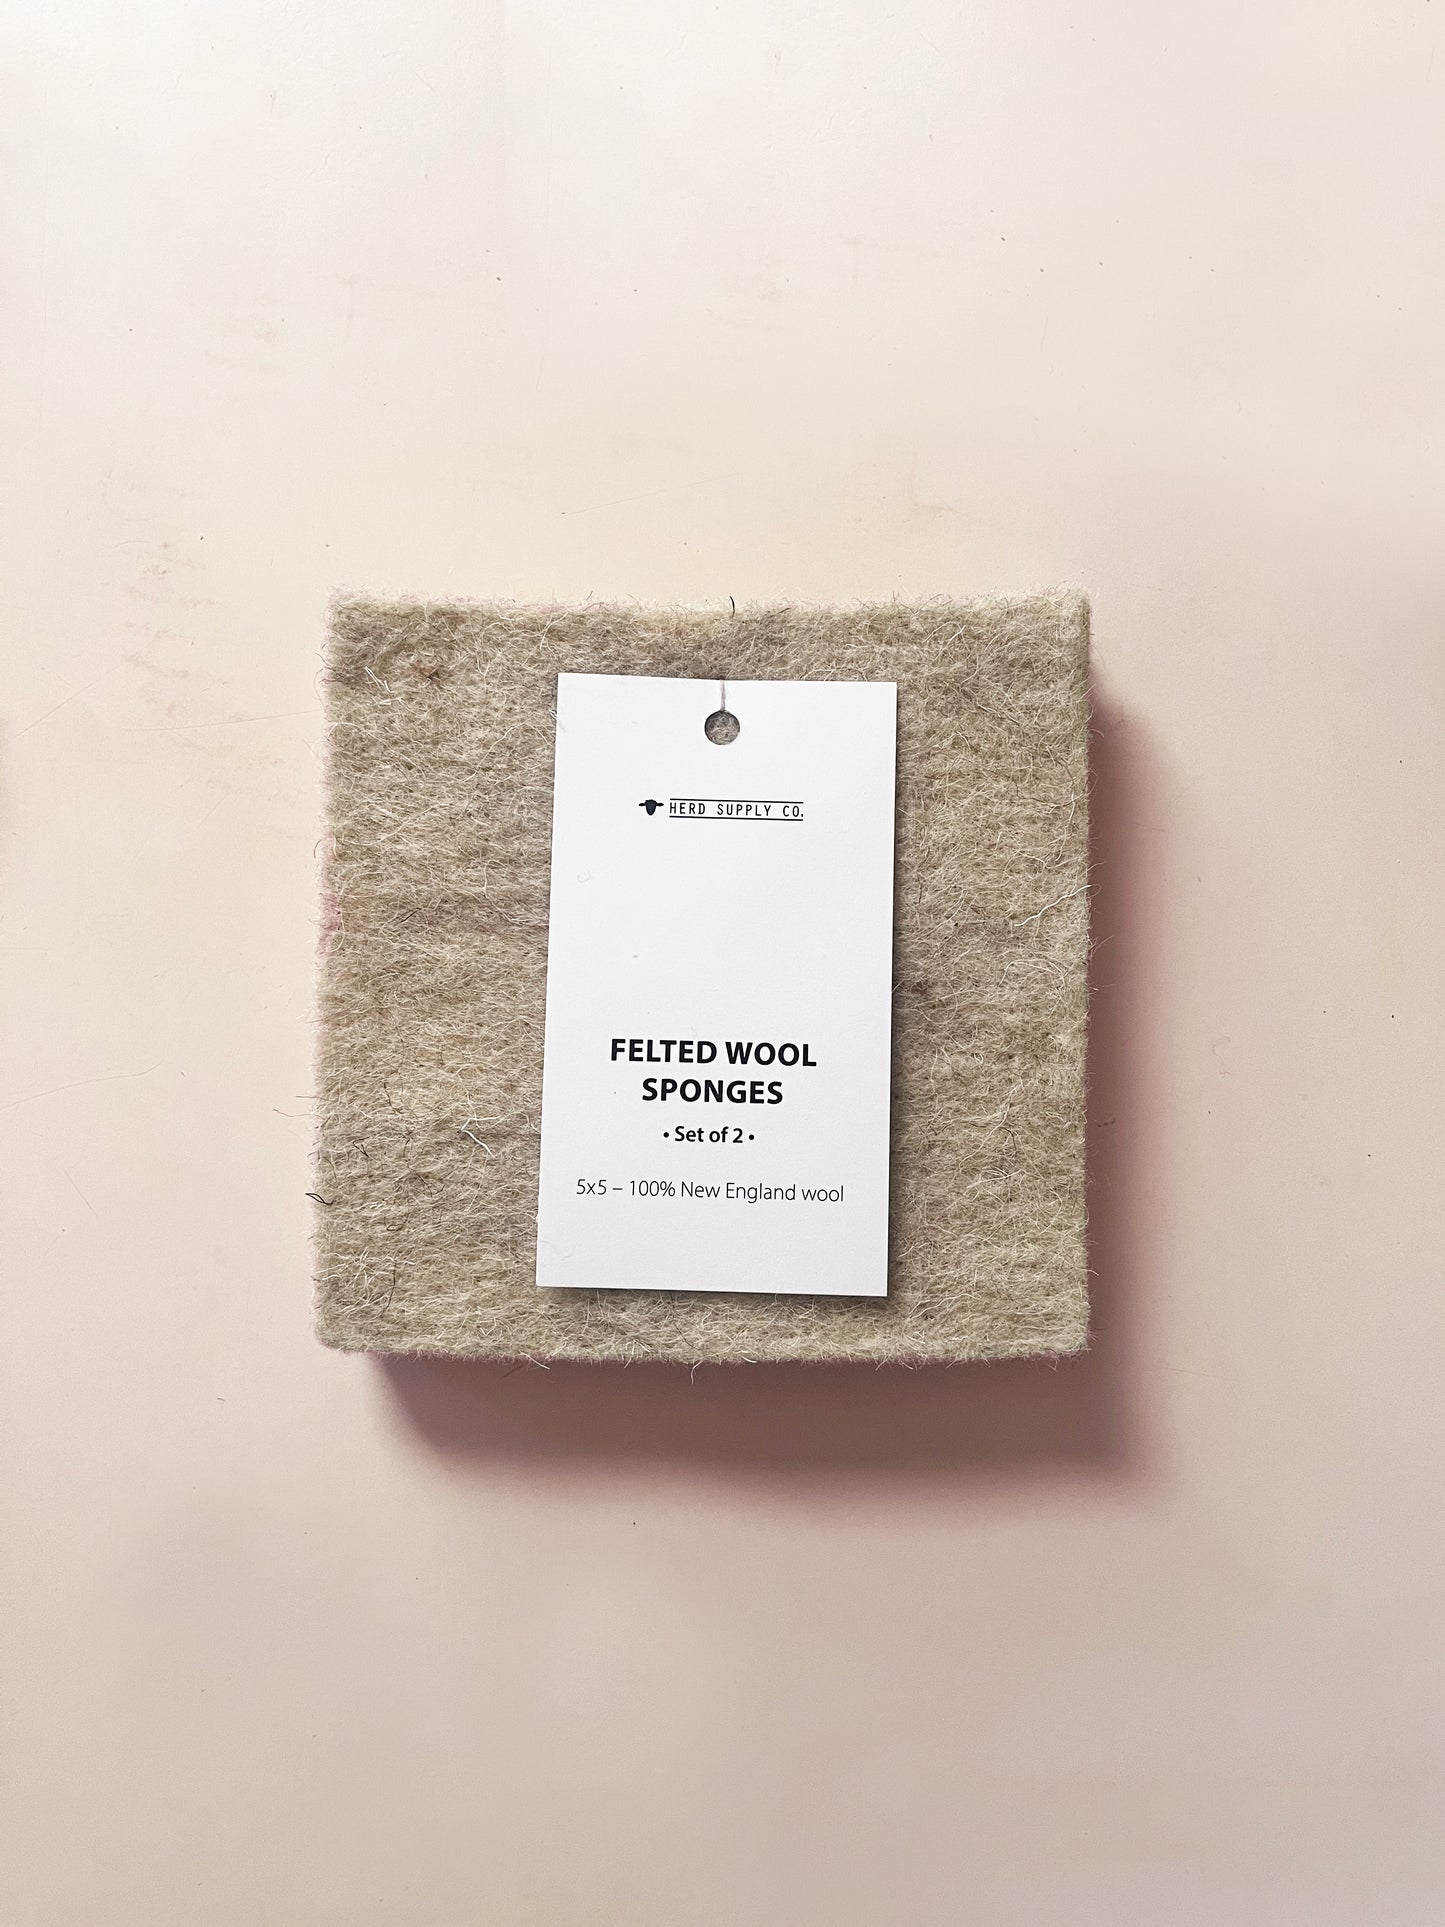 HERD SUPPLY CO.
FELTED WOOL
SPONGES
• Set of 2 •
5x5 – 100% New England wool